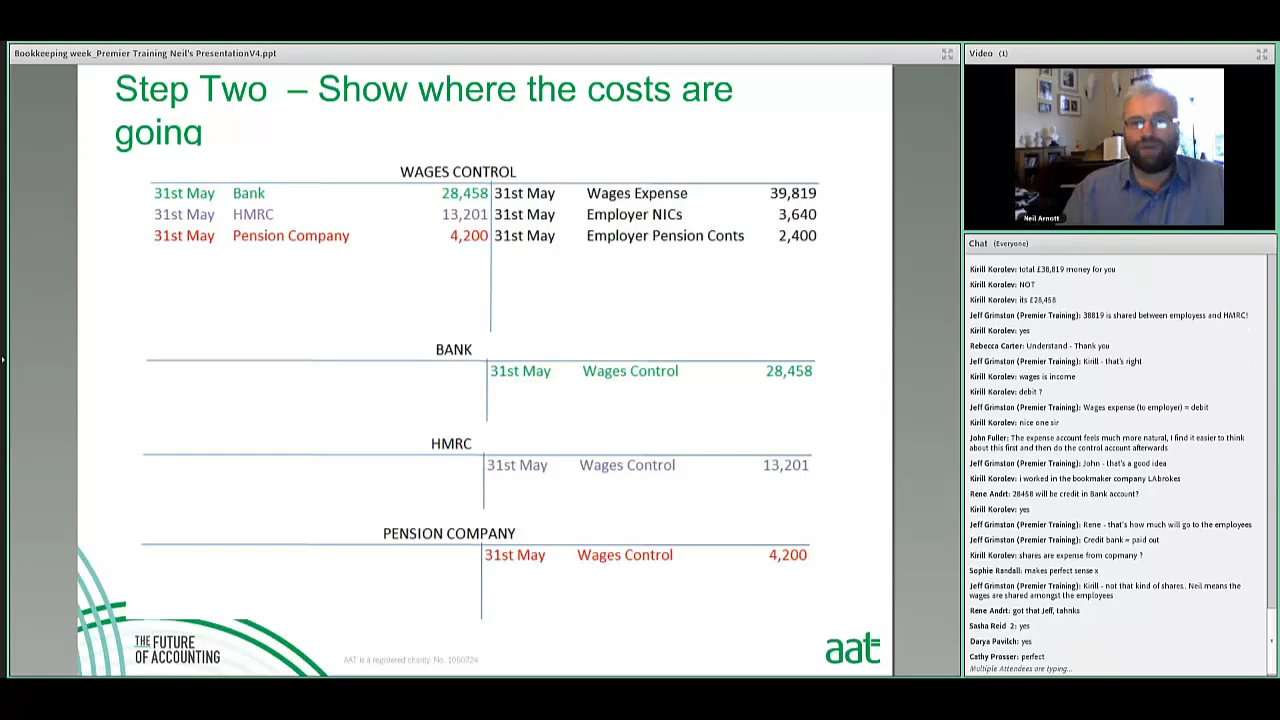 Bookkeeping week_Premier Training Neil's PresentationV4.ppt
Step Two – Show where the costs are
going
WAGES CONTROL
31st May Bank 28,458 31st May Wages Expense 39,819
31st May HMRC 13,201 31st May Employer NICs 3,640
31st May Pension Company 4,200 31st May Employer Pension Conts 2,400
BANK
31st May Wages Control 28,458
HMRC
31st May Wages Control 13,201
PENSION COMPANY
31st May Wages Control 4,200
THE FUTURE
OF ACCOUNTING
AAT is a registered charity. No. 1050724
aat
Video (1)
Neil Arnott
Chat (Everyone)
Kirill Korolev: total £38,819 money for you
Kirill Korolev: NOT
Kirill Korolev: its £28,458
Jeff Grimston (Premier Training): 38819 is shared between employess and HMRC!
Kirill Korolev: yes
Rebecca Carter: Understand - Thank you
Jeff Grimston (Premier Training): Kirill - that's right
Kirill Korolev: wages is income
Kirill Korolev: debit ?
Jeff Grimston (Premier Training): Wages expense (to employer) = debit
Kirill Korolev: nice one sir
John Fuller: The expense account feels much more natural, I find it easier to think
about this first and then do the control account afterwards
Jeff Grimston (Premier Training): John - that's a good idea
Kirill Korolev: i worked in the bookmaker company LAbrokes
Rene Andrt: 28458 will be credit in Bank account?
Kirill Korolev: yes
Jeff Grimston (Premier Training): Rene - that's how much will go to the employees
Jeff Grimston (Premier Training): Credit bank = paid out
Kirill Korolev: shares are expense from copmany ?
Sophie Randall: makes perfect sense x
Jeff Grimston (Premier Training): Kirill - not that kind of shares.. Neil means the
wages are shared amongst the employees
Rene Andrt: got that Jeff, tahnks
Sasha Reid 2: yes
Darya Pavilch: yes
Cathy Prosser: perfect
Multiple Attendees are typing...